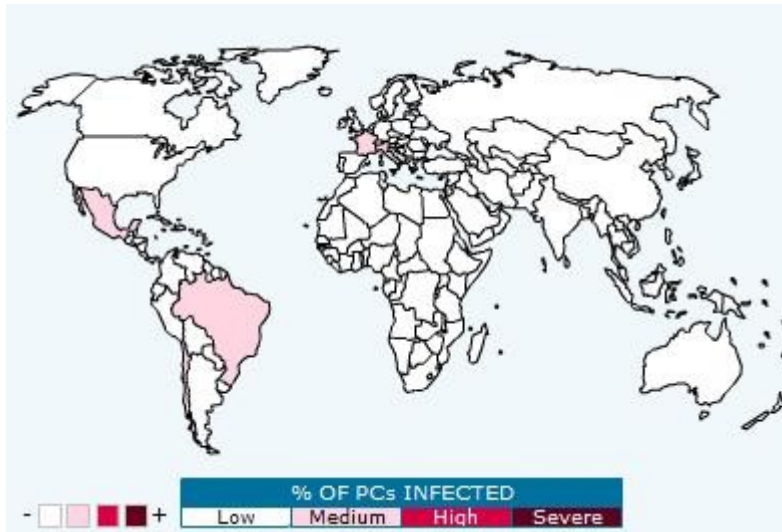 % OF PCs INFECTED
- + Low Medium High Severe